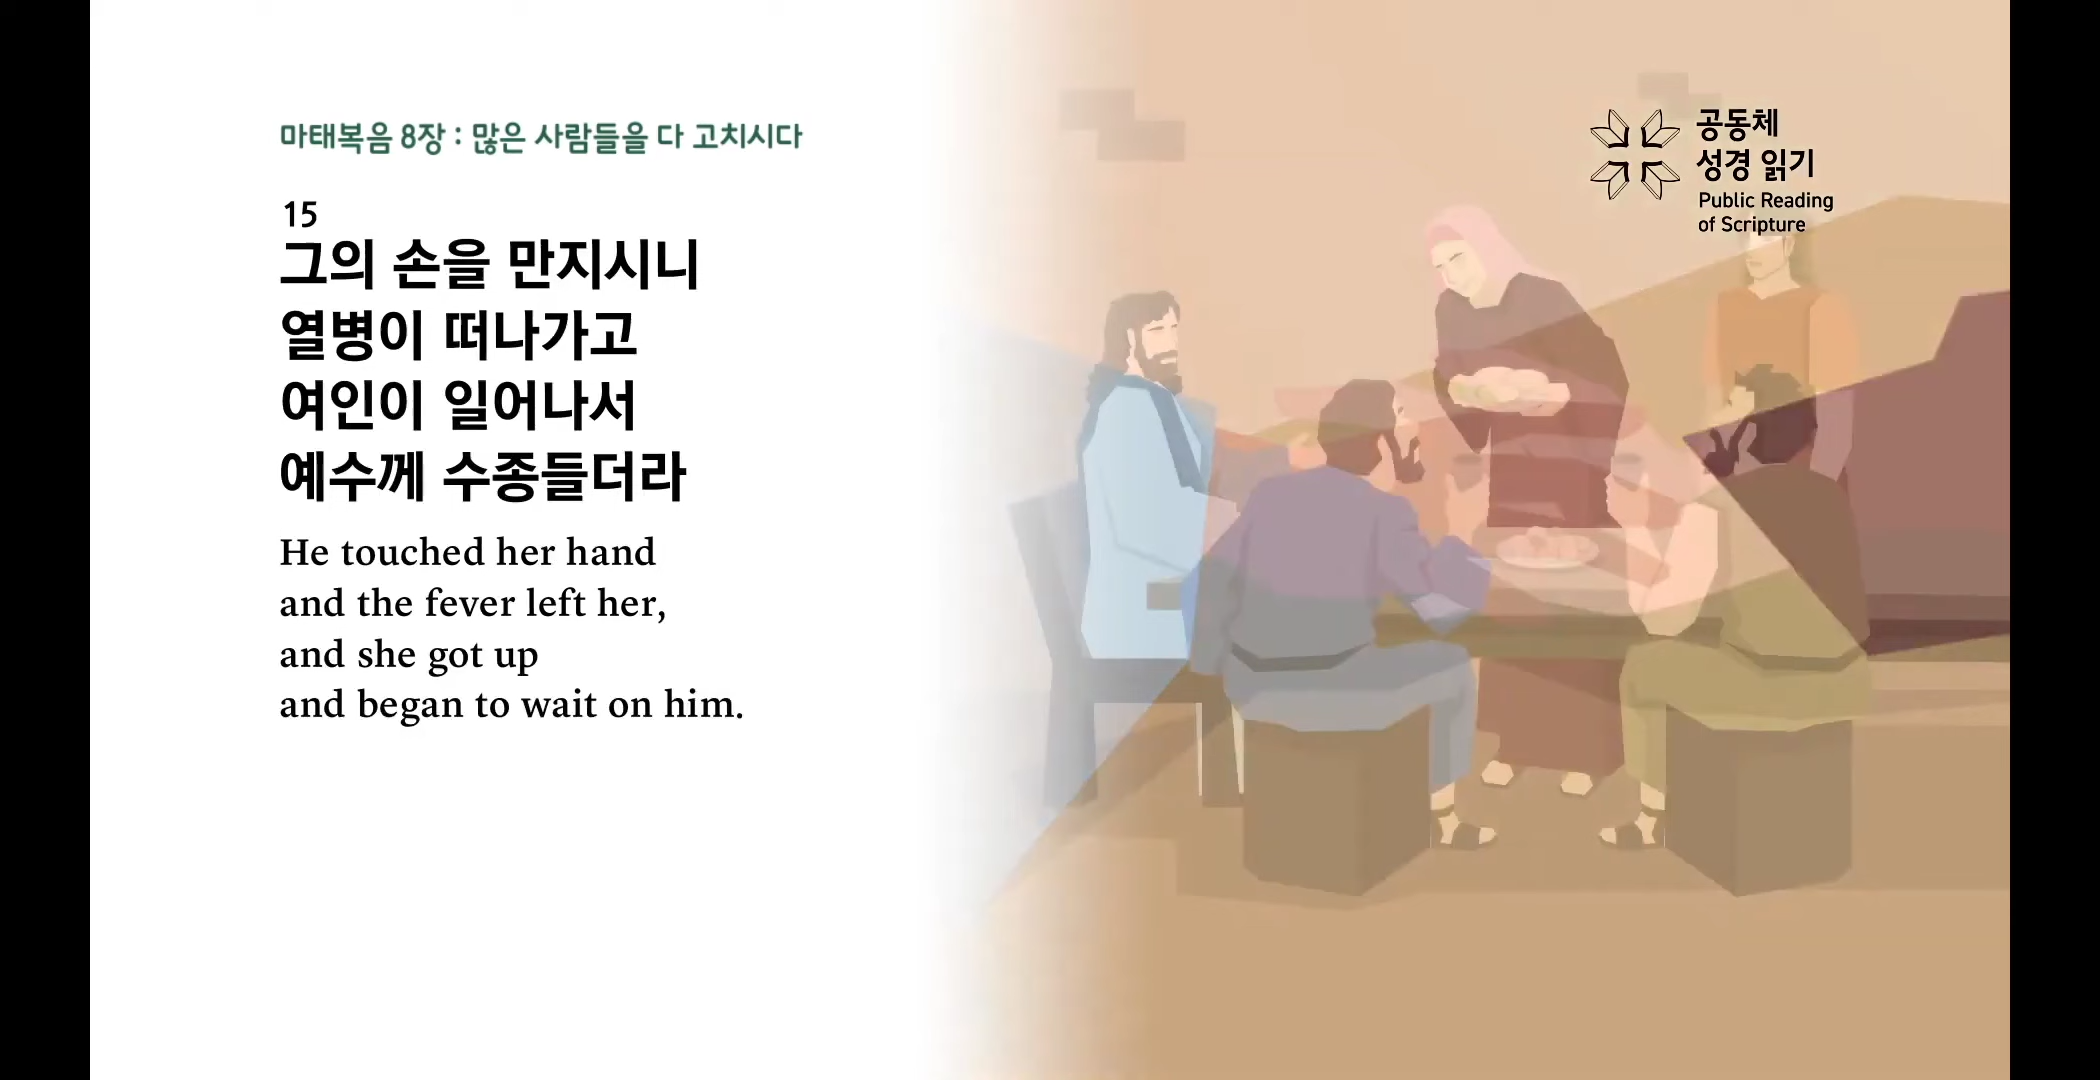 마태복음 8장 : 많은 사람들을 다 고치시다
15
그의 손을 만지시니
열병이 떠나가고
여인이 일어나서
예수께 수종들더라
He touched her hand
and the fever left her,
and she got up
and began to wait on him.
공동체
성경 읽기
Public Reading
of Scripture